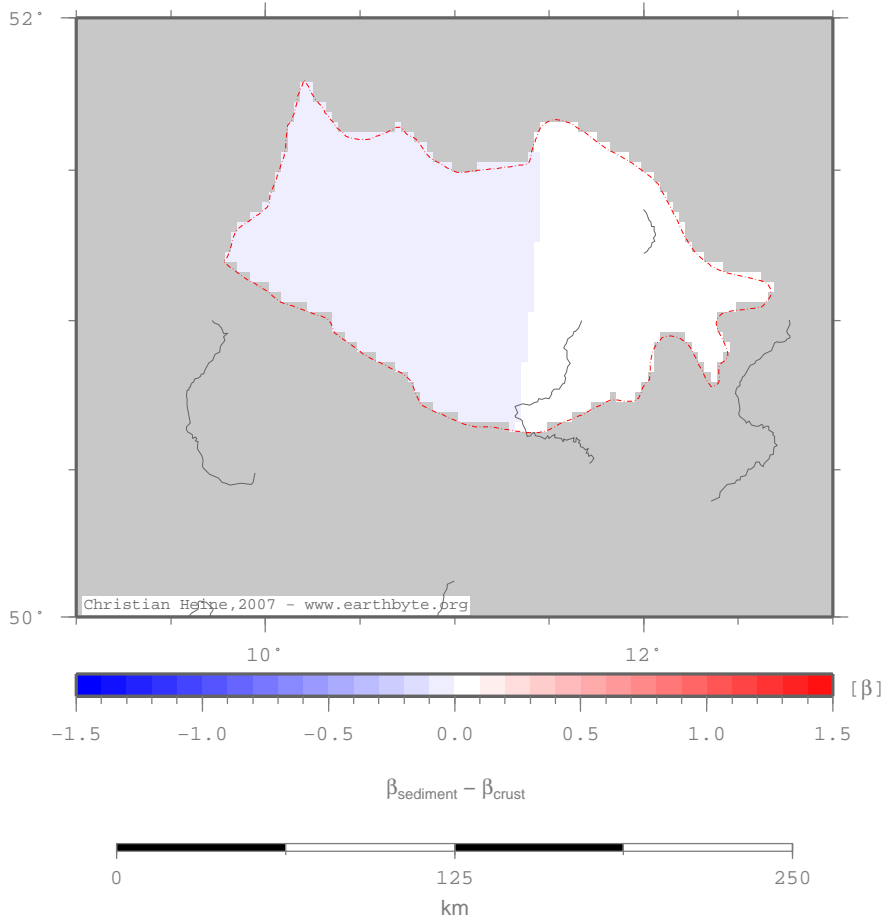 52°
50°
Christian Heine,2007 - www.earthbyte.org
10° 12°
[β]
-1.5 -1.0 -0.5 0.0 0.5 1.0 1.5
βsediment − βcrust
0 125 250
km